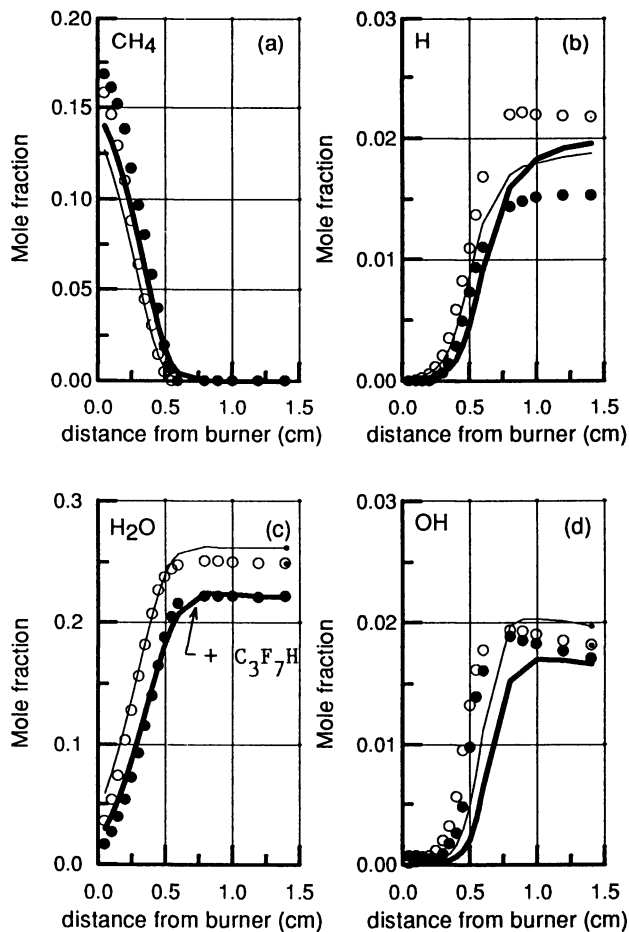 CH4 (a)
0.20
0.15
0.10
0.05
0.00
Mole fraction
0.0 0.5 1.0 1.5
distance from burner (cm)
H (b)
0.03
0.02
0.01
0.00
Mole fraction
0.0 0.5 1.0 1.5
distance from burner (cm)
H2O (c)
0.3
0.2
0.1
0.0
Mole fraction
+ C3F7H
0.0 0.5 1.0 1.5
distance from burner (cm)
OH (d)
0.03
0.02
0.01
0.00
Mole fraction
0.0 0.5 1.0 1.5
distance from burner (cm)